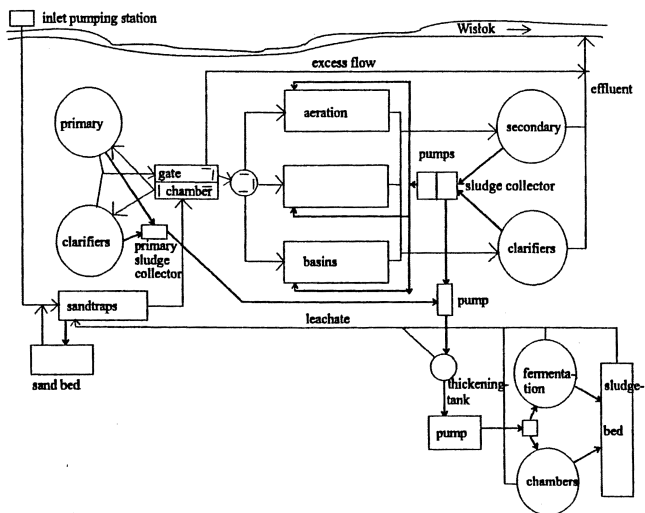 inlet pumping station
Wisłok
excess flow
effluent
primary
aeration
secondary
pumps
gate
chamber
sludge collector
clarifiers
primary
sludge
collector
basins
clarifiers
sandtraps
pump
leachate
sand bed
thickening-
tank
fermenta-
tion
sludge-
bed
pump
chambers